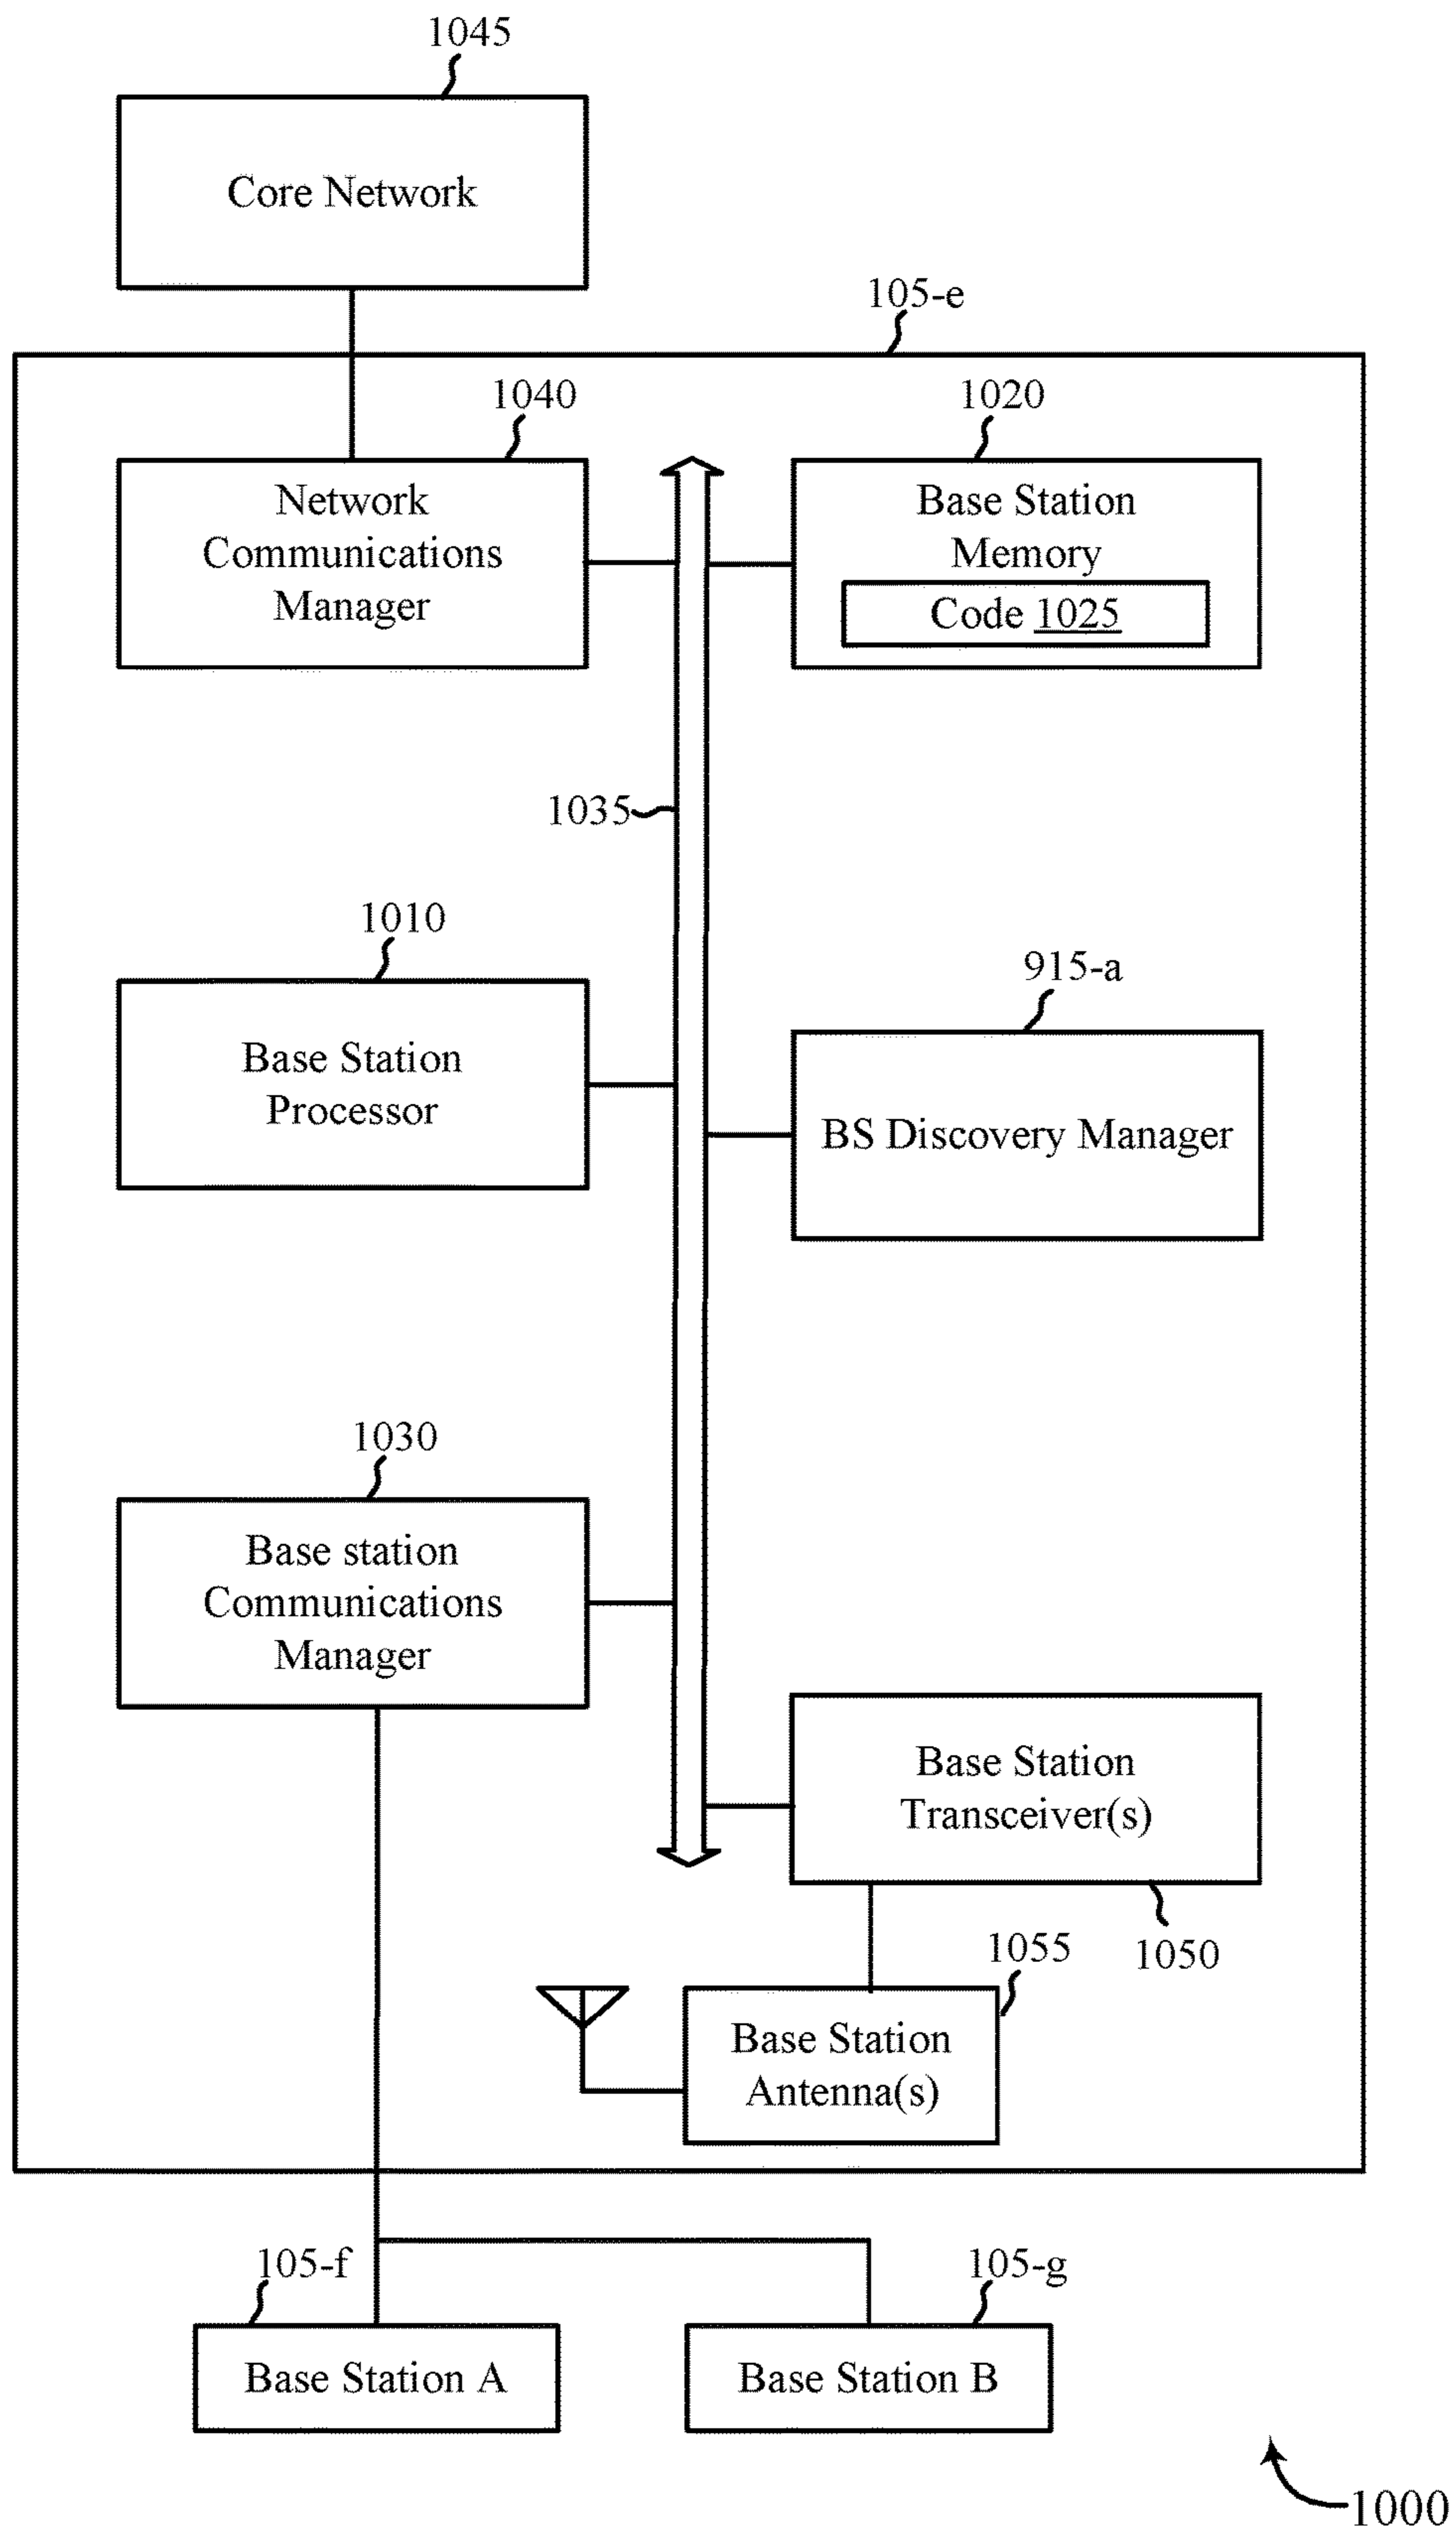 1045
Core Network
105-e
1040
Network
Communications
Manager
1020
Base Station
Memory
Code 1025
1035
1010
Base Station
Processor
915-a
BS Discovery Manager
1030
Base station
Communications
Manager
Base Station
Transceiver(s)
1050
1055
Base Station
Antenna(s)
105-f
Base Station A
105-g
Base Station B
1000